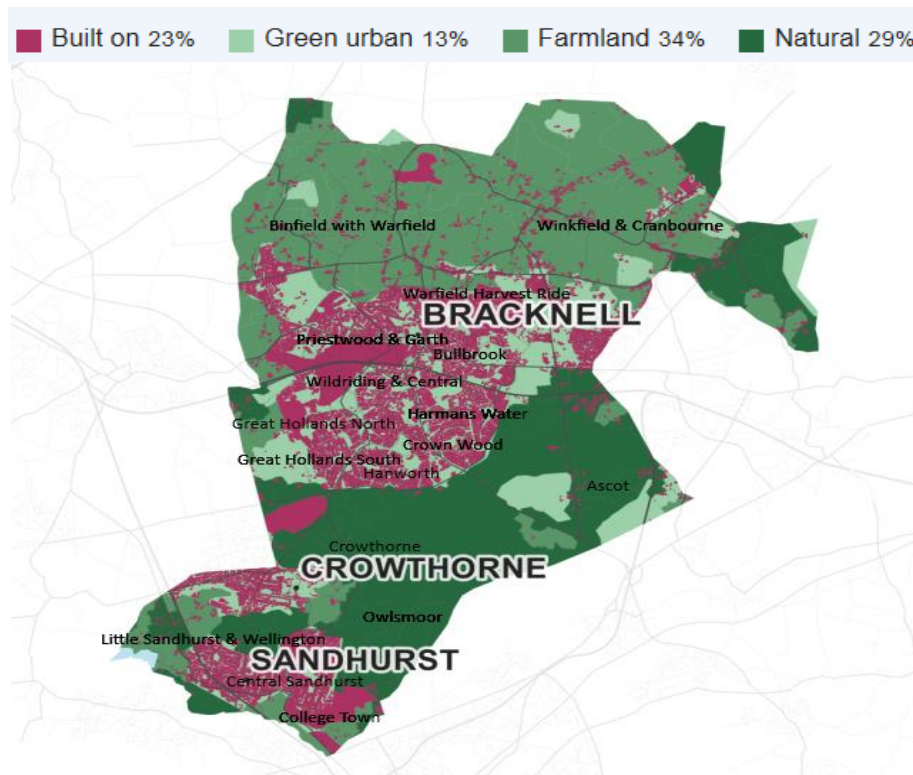 Built on 23% Green urban 13% Farmland 34% Natural 29%
Binfield with Warfield Winkfield & Cranbourne
Warfield Harvest Ride
BRACKNELL
Priestwood & Garth
Bullbrook
Wildriding & Central
Harmans Water
Great Hollands North
Crown Wood
Great Hollands South
Hanworth
Ascot
Crowthorne
CROWTHORNE
Owlsmoor
Little Sandhurst & Wellington
SANDHURST
Central Sandhurst
College Town